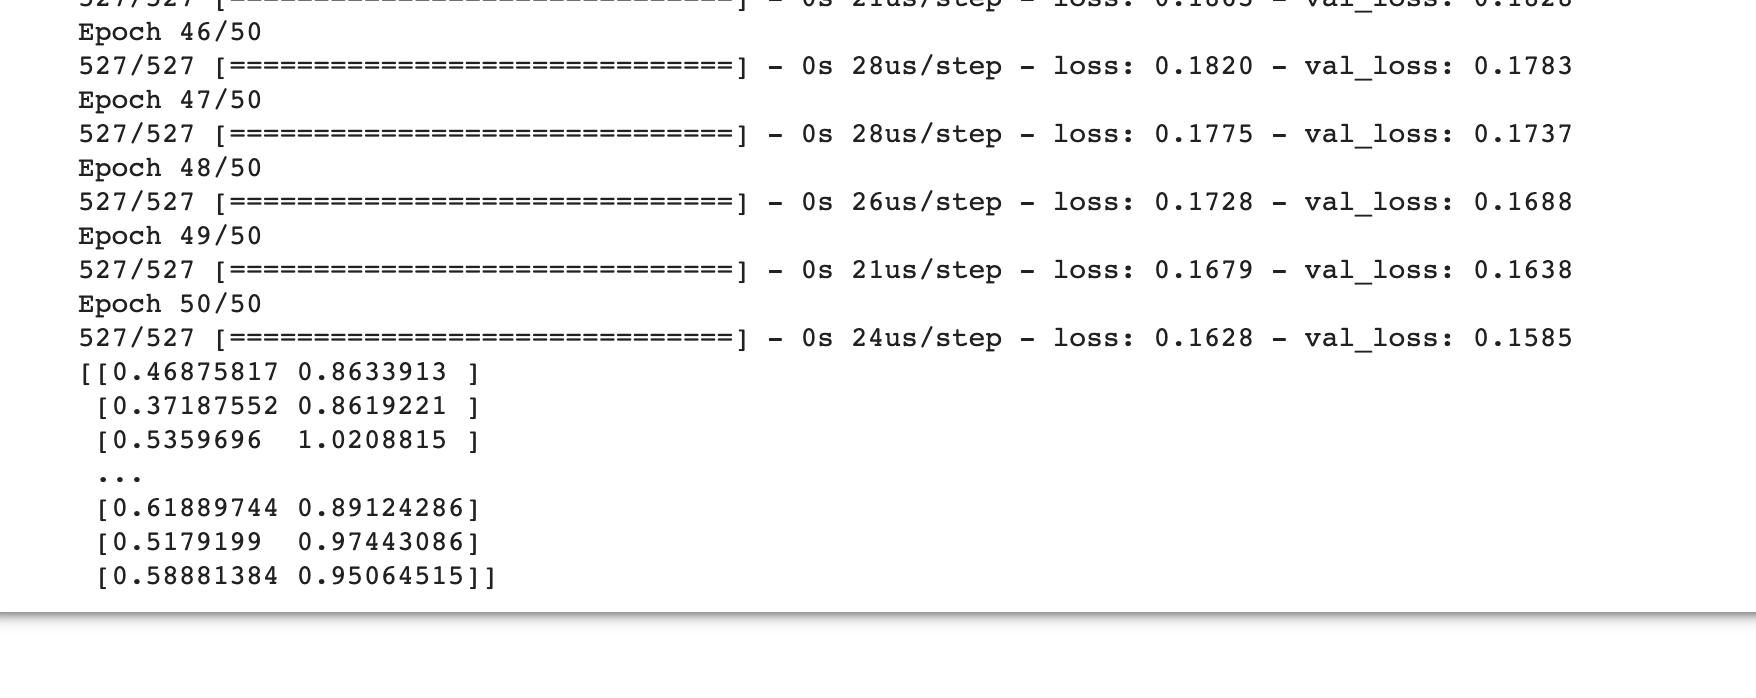 527/527 [==============================] - 0s 21us/step - loss: 0.1865 - val_loss: 0.1828
Epoch 46/50
527/527 [==============================] - 0s 28us/step - loss: 0.1820 - val_loss: 0.1783
Epoch 47/50
527/527 [==============================] - 0s 28us/step - loss: 0.1775 - val_loss: 0.1737
Epoch 48/50
527/527 [==============================] - 0s 26us/step - loss: 0.1728 - val_loss: 0.1688
Epoch 49/50
527/527 [==============================] - 0s 21us/step - loss: 0.1679 - val_loss: 0.1638
Epoch 50/50
527/527 [==============================] - 0s 24us/step - loss: 0.1628 - val_loss: 0.1585
[[0.46875817 0.8633913 ]
 [0.37187552 0.8619221 ]
 [0.5359696  1.0208815 ]
 ...
 [0.61889744 0.89124286]
 [0.5179199  0.97443086]
 [0.58881384 0.95064515]]